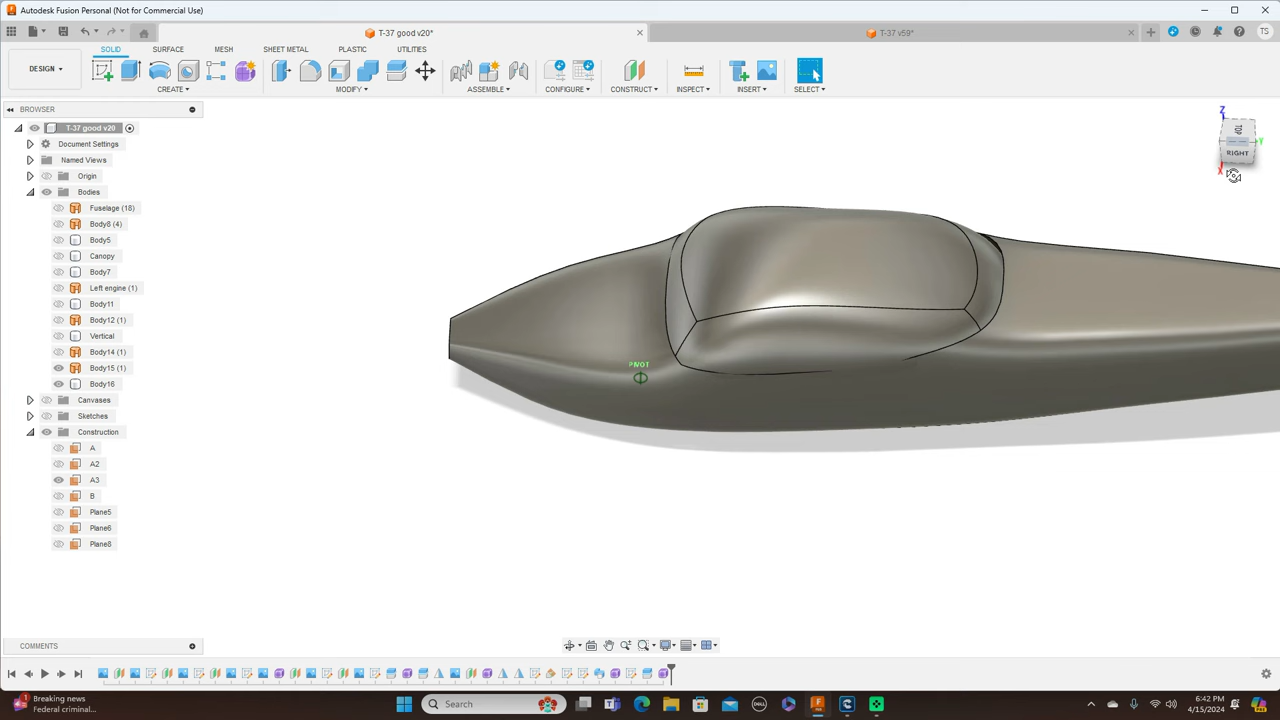 Autodesk Fusion Personal (Not for Commercial Use)
T-37 good v20*
T-37 v59*
TS
DESIGN
SOLID
SURFACE
MESH
SHEET METAL
PLASTIC
UTILITIES
CREATE
MODIFY
ASSEMBLE
CONFIGURE
CONSTRUCT
INSPECT
INSERT
SELECT
BROWSER
T-37 good v20
Document Settings
Named Views
Origin
Bodies
Fuselage (18)
Body8 (4)
Body5
Canopy
Body7
Left engine (1)
Body11
Body12 (1)
Vertical
Body14 (1)
Body15 (1)
Body16
Canvases
Sketches
Construction
A
A2
A3
B
Plane5
Plane6
Plane8
Z
TOP
Y
RIGHT
X
PIVOT
COMMENTS
1
Breaking news
Federal criminal...
Search
6:42 PM
4/15/2024